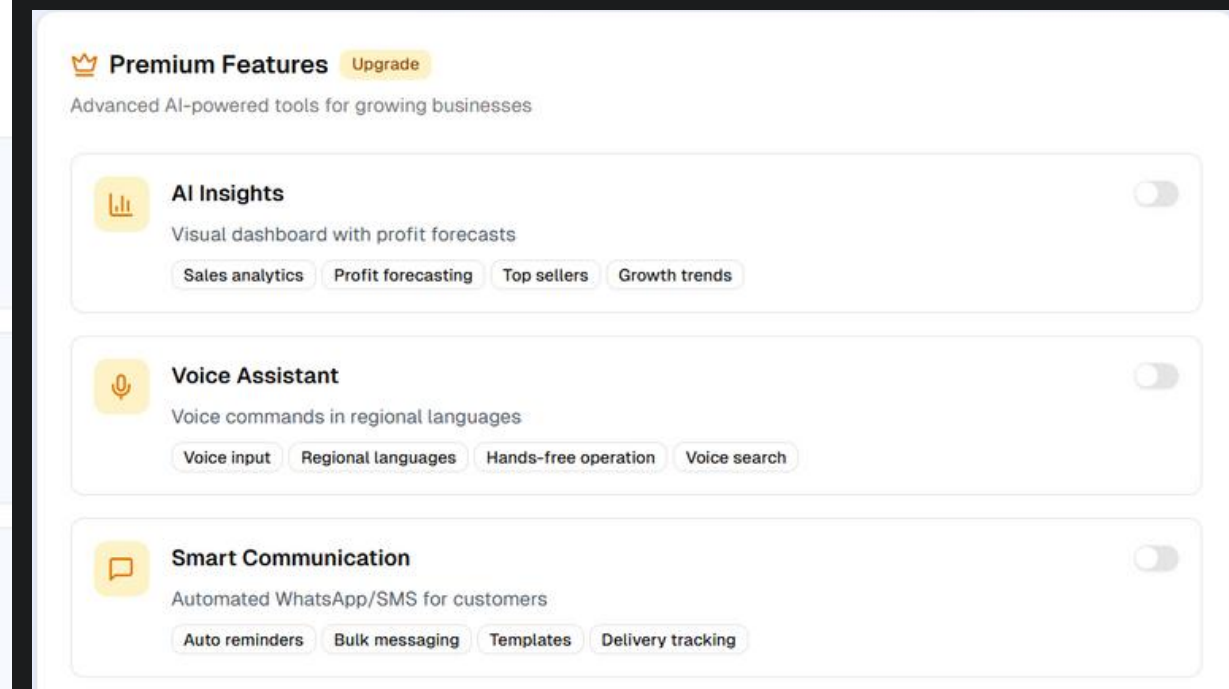 Premium Features Upgrade
Advanced AI-powered tools for growing businesses
AI Insights
Visual dashboard with profit forecasts
Sales analytics Profit forecasting Top sellers Growth trends
Voice Assistant
Voice commands in regional languages
Voice input Regional languages Hands-free operation Voice search
Smart Communication
Automated WhatsApp/SMS for customers
Auto reminders Bulk messaging Templates Delivery tracking